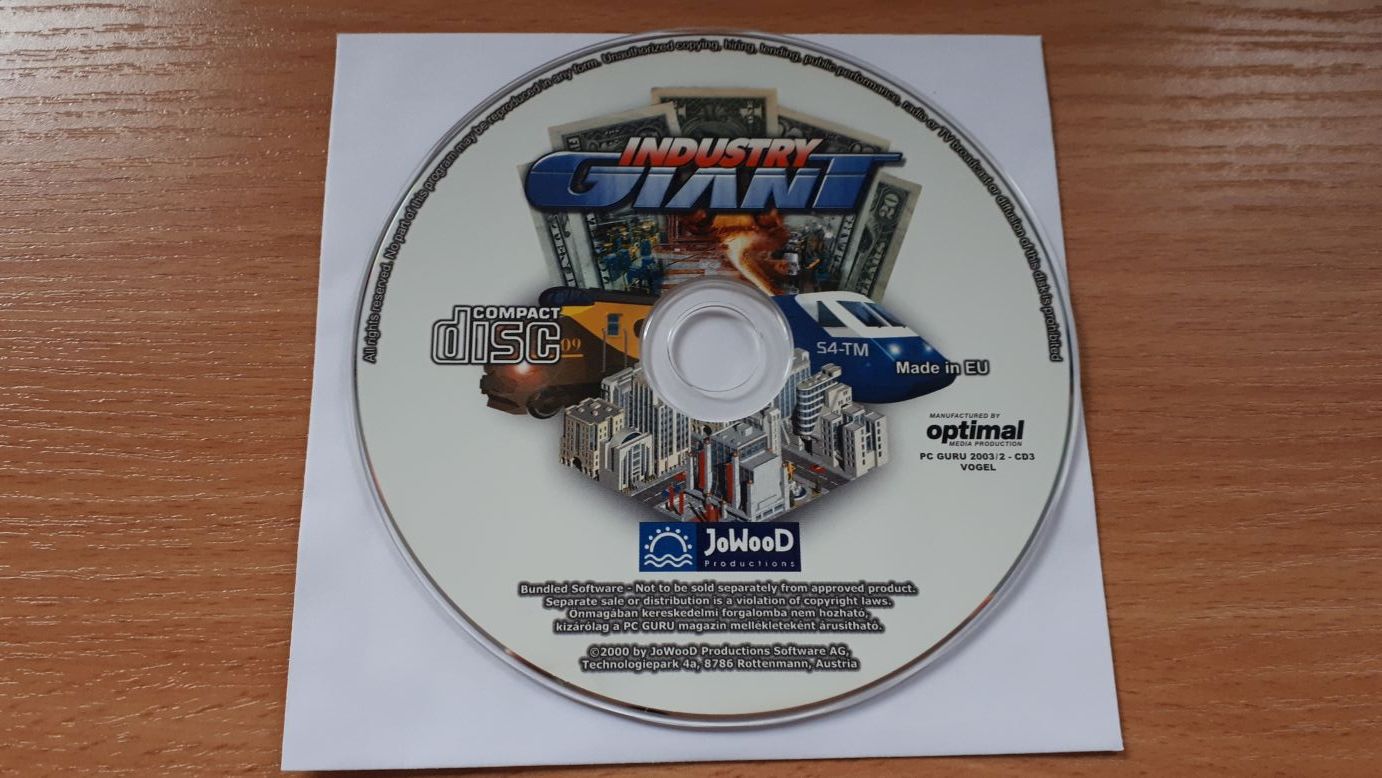 All rights reserved. No part of this program may be reproduced in any form. Unauthorized copying, hiring, lending, public performance, radio or TV broadcast or diffusion of this disk is prohibited
INDUSTRY
GIANT
20
COMPACT
disc
09
S4-TM
Made in EU
MANUFACTURED BY
optimal
MEDIA PRODUCTION
PC GURU 2003/2 - CD3
VOGEL
JoWooD
Productions
Bundled Software - Not to be sold separately from approved product.
Separate sale or distribution is a violation of copyright laws.
Önmagában kereskedelmi forgalomba nem hozható,
kizárólag a PC GURU magazin mellékleteként árusítható.
©2000 by JoWooD Productions Software AG,
Technologiepark 4a, 8786 Rottenmann, Austria